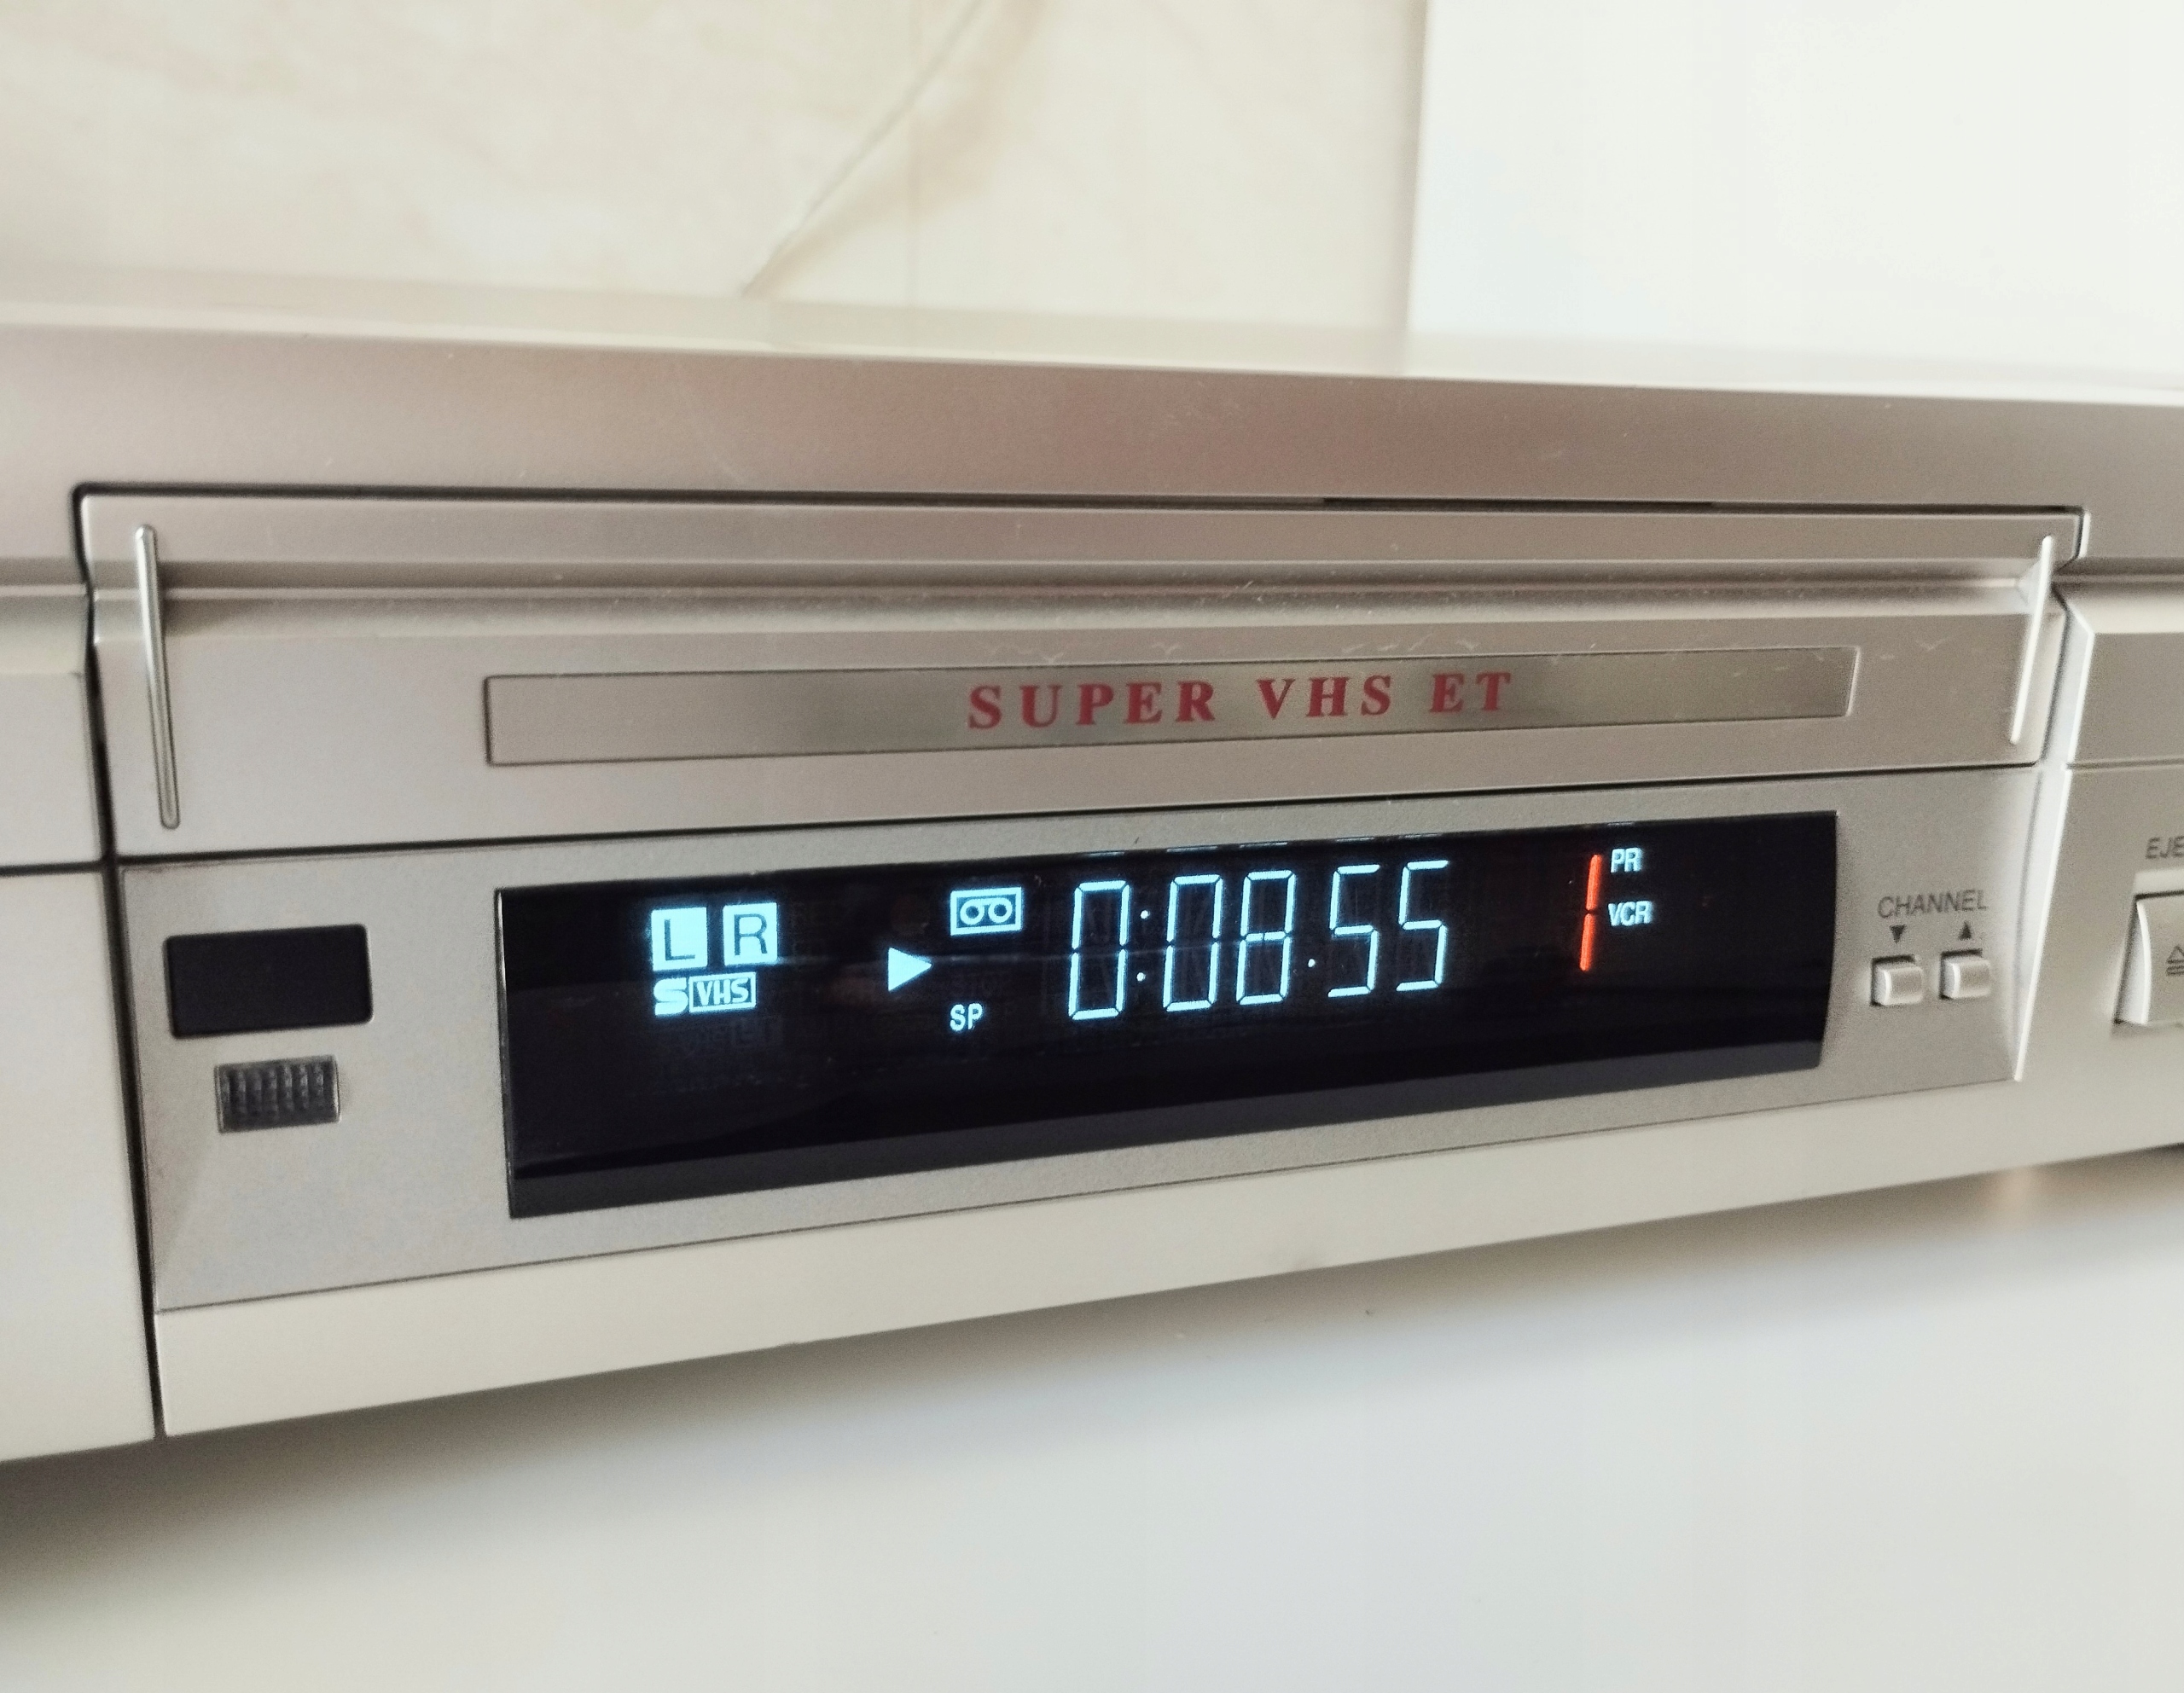 SUPER VHS ET
L R
S VHS
SP
0:08.55
1
PR
VCR
CHANNEL
EJE